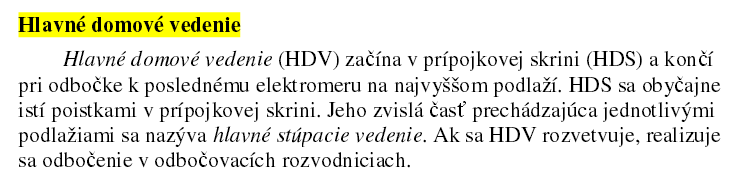 Hlavné domové vedenie
Hlavné domové vedenie (HDV) začína v prípojkovej skrini (HDS) a končí
pri odbočke k poslednému elektromeru na najvyššom podlaží. HDS sa obyčajne
istí poistkami v prípojkovej skrini. Jeho zvislá časť prechádzajúca jednotlivými
podlažiami sa nazýva hlavné stúpacie vedenie. Ak sa HDV rozvetvuje, realizuje
sa odbočenie v odbočovacích rozvodniciach.